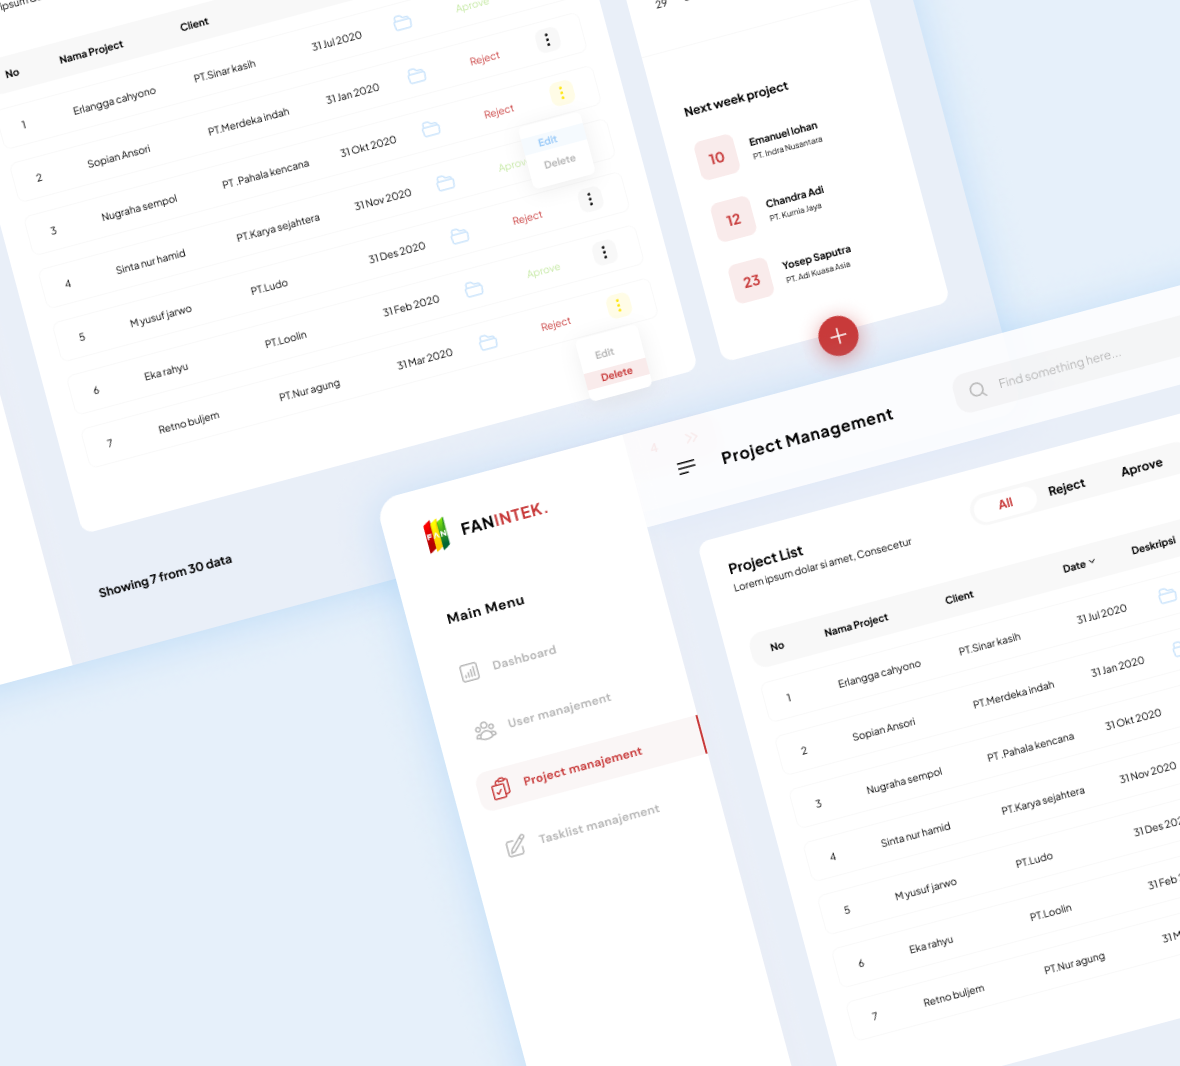 No Nama Project Client
1 Erlangga cahyono PT.Sinar kasih 31 Jul 2020 Aprove
2 Sopian Ansori PT.Merdeka indah 31 Jan 2020 Reject
3 Nugraha sempol PT .Pahala kencana 31 Okt 2020 Reject
Edit
Delete
4 Sinta nur hamid PT.Karya sejahtera 31 Nov 2020 Aprov
5 M yusuf jarwo PT.Ludo 31 Des 2020 Reject
6 Eka rahyu PT.Loolin 31 Feb 2020 Aprove
7 Retno buljem PT.Nur agung 31 Mar 2020 Reject
Edit
Delete
4
Showing 7 from 30 data
29
Next week project
10 Emanuel lohan
PT. Indra Nusantara
12 Chandra Adi
PT. Kurnia Jaya
23 Yosep Saputra
PT. Adi Kuasa Asia
FAN FANINTEK.
Main Menu
Dashboard
User manajement
Project manajement
Tasklist manajement
Project Management
Find something here...
Project List
Lorem ipsum dolar si amet, Consectur
All Reject Aprove
No Nama Project Client Date Deskripsi
1 Erlangga cahyono PT.Sinar kasih 31 Jul 2020
2 Sopian Ansori PT.Merdeka indah 31 Jan 2020
3 Nugraha sempol PT .Pahala kencana 31 Okt 2020
4 Sinta nur hamid PT.Karya sejahtera 31 Nov 2020
5 M yusuf jarwo PT.Ludo 31 Des 202
6 Eka rahyu PT.Loolin 31 Feb
7 Retno buljem PT.Nur agung 31 M